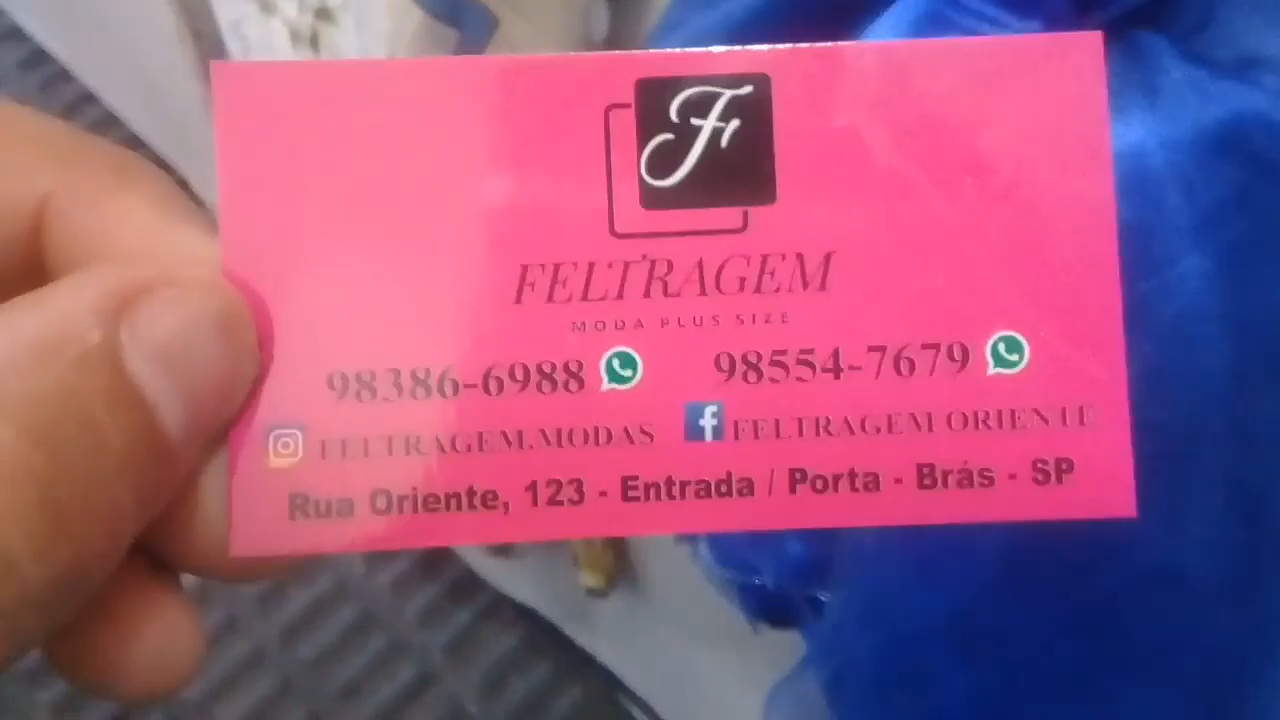 F
FELTRAGEM
MODA PLUS SIZE
98386-6988 98554-7679
FELTRAGEM.MODAS FELTRAGEM ORIENTE
Rua Oriente, 123 - Entrada / Porta - Brás - SP